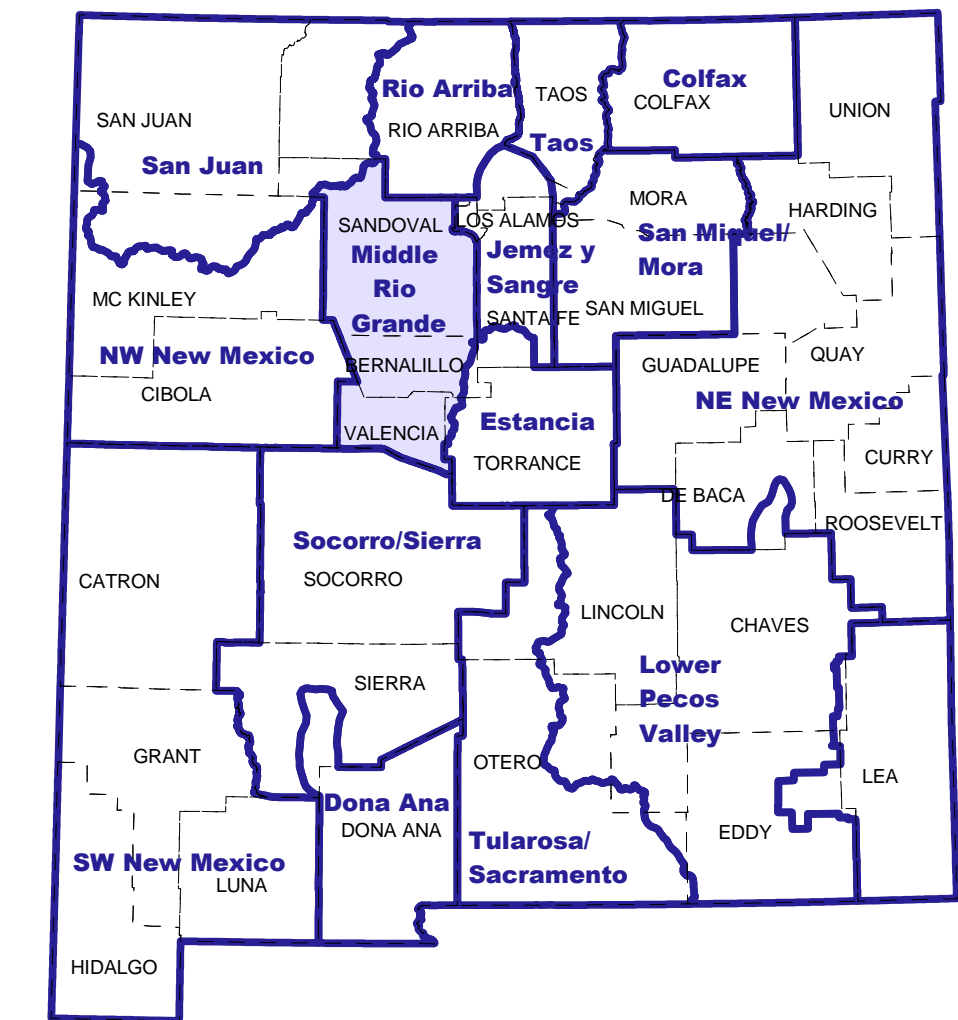 Colfax
Rio Arriba
TAOS
COLFAX
UNION
SAN JUAN
RIO ARRIBA
Taos
San Juan
MORA
HARDING
SANDOVAL
LOS ALAMOS
San Miguel/
Mora
Middle
Rio
Grande
Jemez y
Sangre
MC KINLEY
SANTA FE
SAN MIGUEL
NW New Mexico
BERNALILLO
GUADALUPE
QUAY
CIBOLA
NE New Mexico
Estancia
VALENCIA
TORRANCE
CURRY
DE BACA
ROOSEVELT
Socorro/Sierra
CATRON
SOCORRO
LINCOLN
CHAVES
Lower
Pecos
Valley
SIERRA
GRANT
OTERO
LEA
Dona Ana
DONA ANA
EDDY
Tularosa/
Sacramento
SW New Mexico
LUNA
HIDALGO